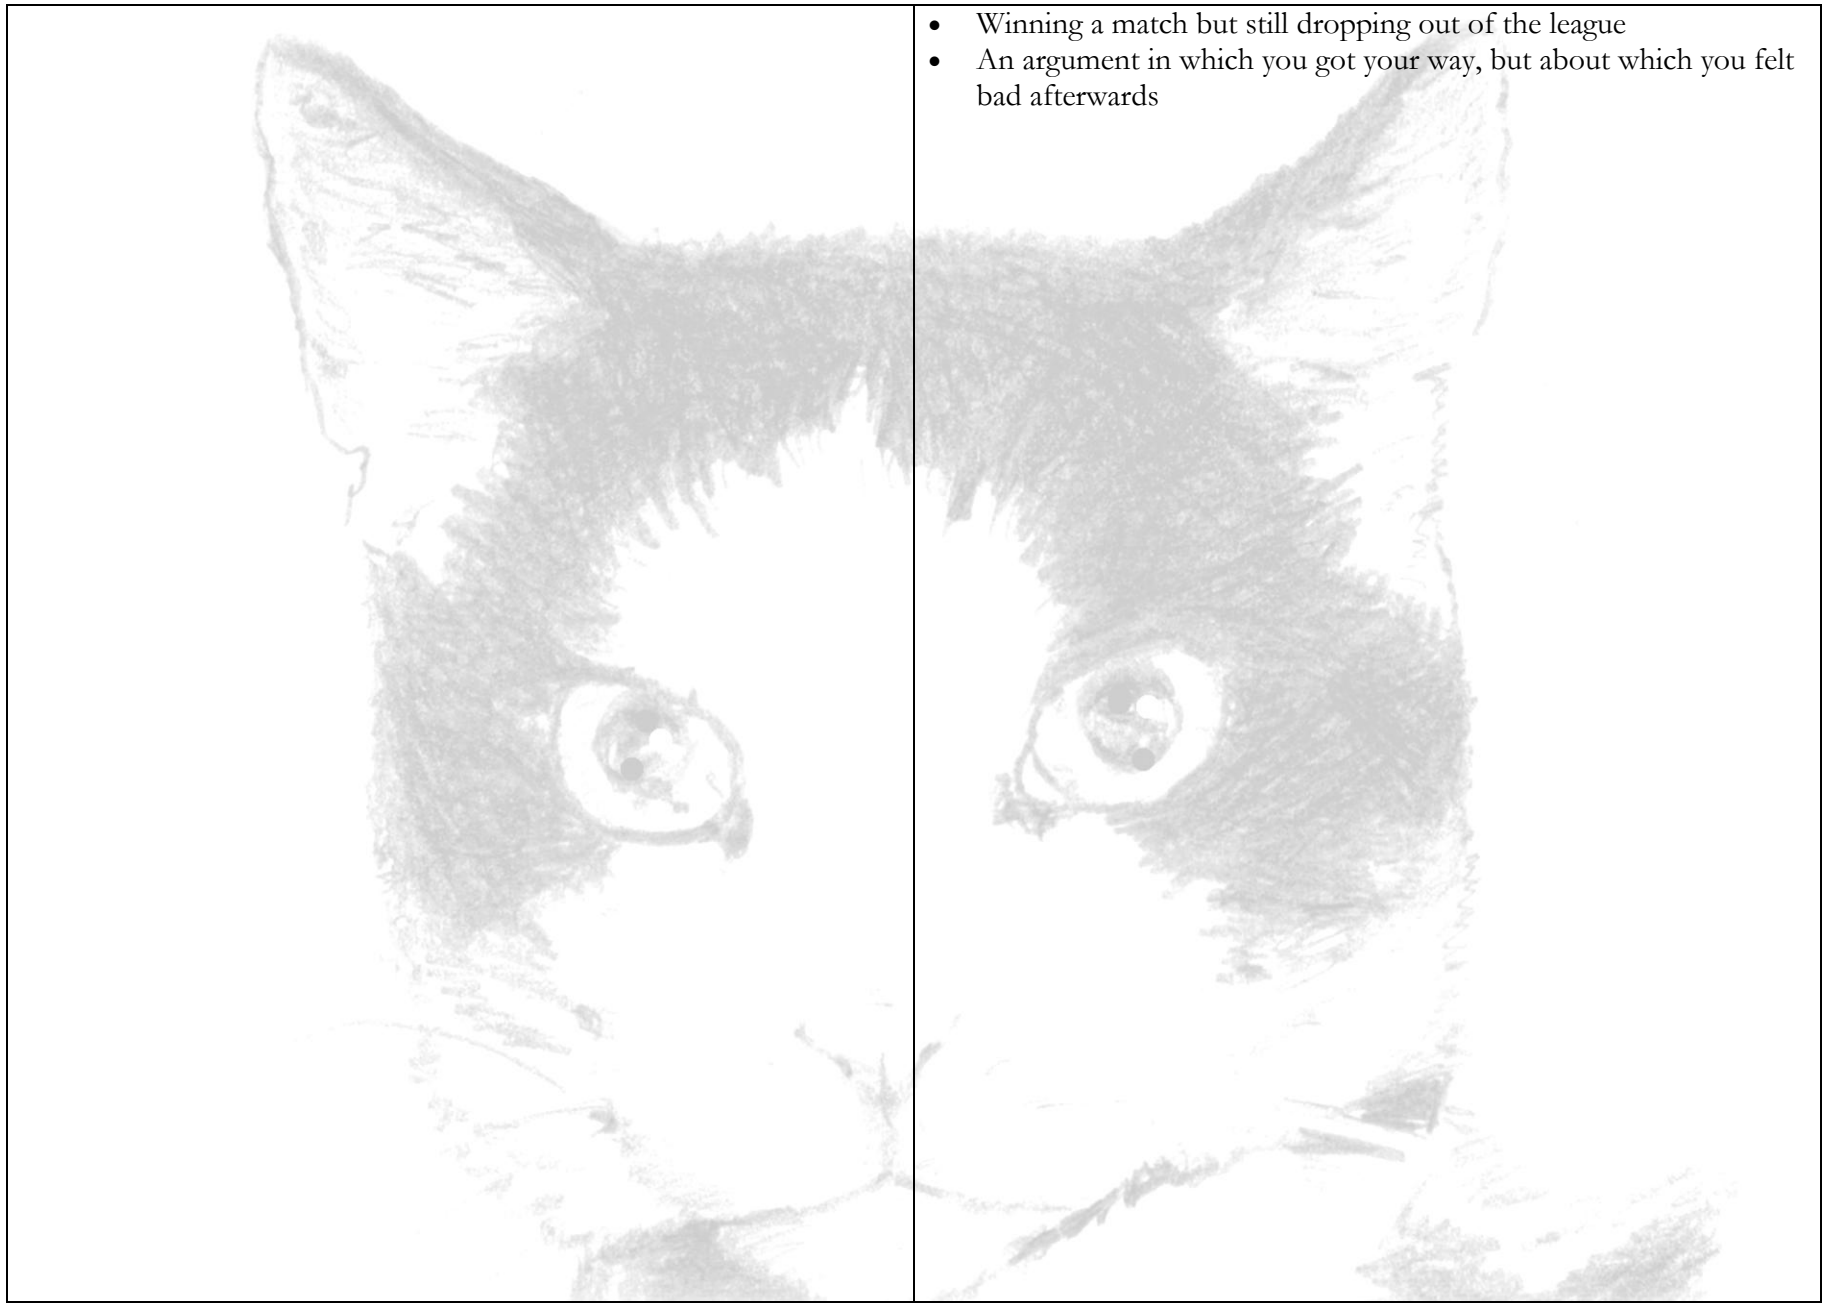 • Winning a match but still dropping out of the league
• An argument in which you got your way, but about which you felt
bad afterwards